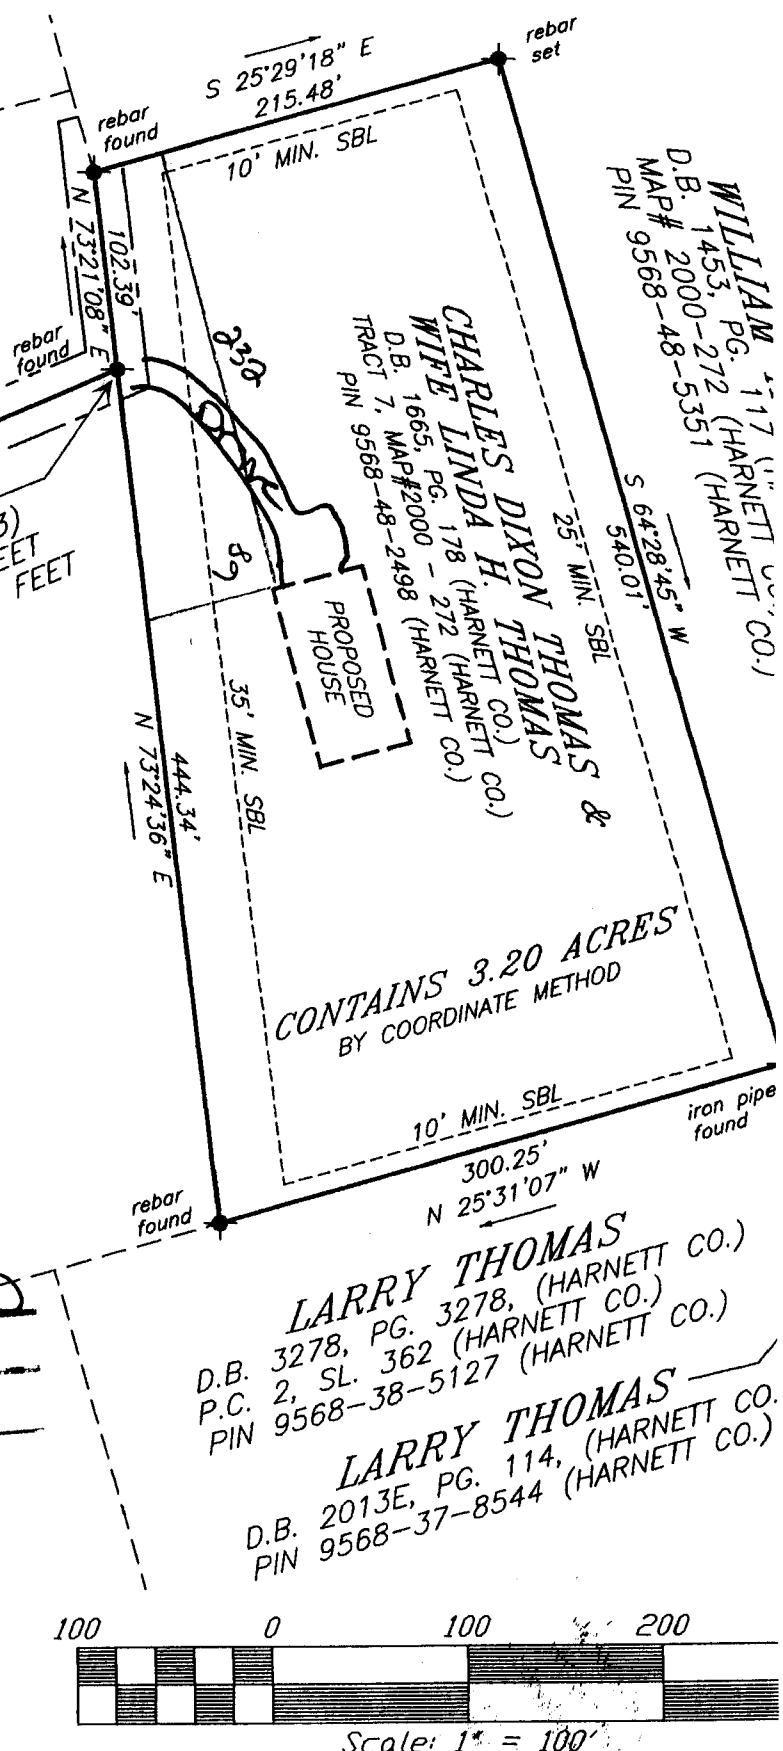 rebar
set
S 25°29'18" E
215.48'
rebar
found
10' MIN. SBL
N 73°21'08" E
102.39'
rebar
found
232
DRIVE
WILLIAM
D.B. 1453, PG. 117
MAP# 2000-272 (HARNETT CO.,
PIN 9568-48-5351 (HARNETT CO.)
CHARLES DIXON THOMAS &
WIFE LINDA H. THOMAS
D.B. 1665, PG. 178 (HARNETT CO.)
TRACT 7, MAP#2000 - 272 (HARNETT CO.)
PIN 9568-48-2498 (HARNETT CO.)
S 64°28'45" W
540.01'
25' MIN. SBL
3)
EET
FEET
PROPOSED
HOUSE
35' MIN. SBL
444.34'
N 73°24'36" E
CONTAINS 3.20 ACRES
BY COORDINATE METHOD
10' MIN. SBL
iron pipe
found
300.25'
N 25°31'07" W
rebar
found
LARRY THOMAS
D.B. 3278, PG. 3278, (HARNETT CO.)
P.C. 2, SL. 362 (HARNETT CO.)
PIN 9568-38-5127 (HARNETT CO.)
LARRY THOMAS
D.B. 2013E, PG. 114, (HARNETT CO.
PIN 9568-37-8544 (HARNETT CO.)
100 0 100 200
Scale: 1" = 100'